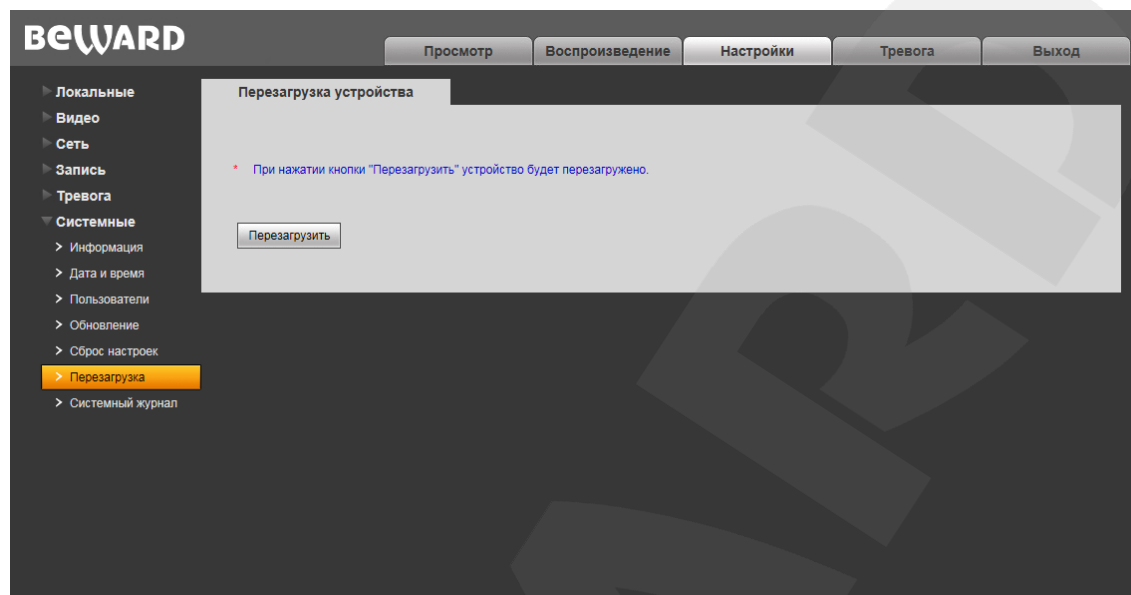 BEWARD
Просмотр
Воспроизведение
Настройки
Тревога
Выход
Локальные
Видео
Сеть
Запись
Тревога
Системные
> Информация
> Дата и время
> Пользователи
> Обновление
> Сброс настроек
> Перезагрузка
> Системный журнал
Перезагрузка устройства
* При нажатии кнопки "Перезагрузить" устройство будет перезагружено.
Перезагрузить